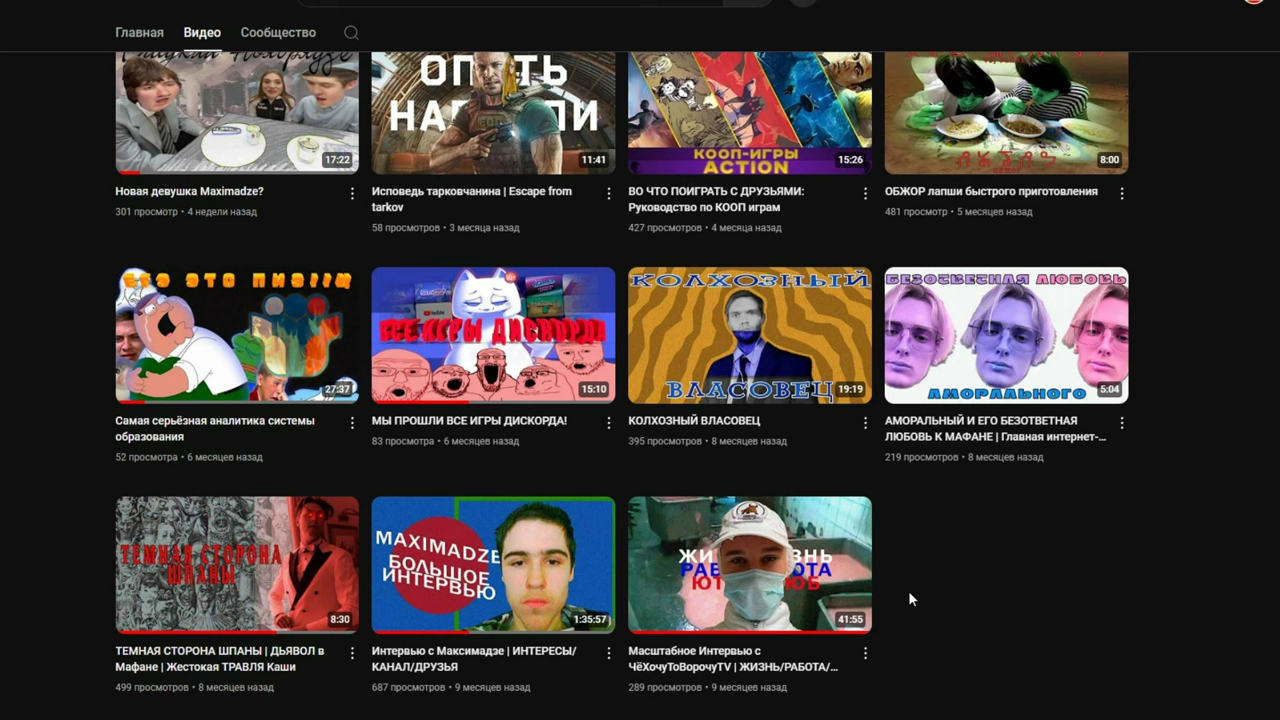 Главная Видео Сообщество
ОПЯТЬ
КООП-ИГРЫ
ACTION
17:22 11:41 15:26 8:00
Новая девушка Maximadze?
301 просмотр • 4 недели назад
Исповедь тарковчанина | Escape from
tarkov
58 просмотров • 3 месяца назад
ВО ЧТО ПОИГРАТЬ С ДРУЗЬЯМИ:
Руководство по КООП играм
427 просмотров • 4 месяца назад
ОБЖОР лапши быстрого приготовления
481 просмотр • 5 месяцев назад
ЕГЭ ЭТО
27:37
Самая серьёзная аналитика системы
образования
52 просмотра • 6 месяцев назад
ВСЕ ИГРЫ ДИСКОРДА
15:10
МЫ ПРОШЛИ ВСЕ ИГРЫ ДИСКОРДА!
83 просмотра • 6 месяцев назад
КОЛХОЗНЫЙ
ВЛАСОВЕЦ
19:19
КОЛХОЗНЫЙ ВЛАСОВЕЦ
395 просмотров • 8 месяцев назад
БЕЗОТВЕТНАЯ ЛЮБОВЬ
АМОРАЛЬНОГО
5:04
АМОРАЛЬНЫЙ И ЕГО БЕЗОТВЕТНАЯ
ЛЮБОВЬ К МАФАНЕ | Главная интернет-...
219 просмотров • 8 месяцев назад
ТЕМНАЯ СТОРОНА
ШПАНЫ
8:30
ТЕМНАЯ СТОРОНА ШПАНЫ | ДЬЯВОЛ в
Мафане | Жестокая ТРАВЛЯ Каши
499 просмотров • 8 месяцев назад
MAXIMADZE
БОЛЬШОЕ
ИНТЕРВЬЮ
1:35:57
Интервью с Максимадзе | ИНТЕРЕСЫ/
КАНАЛ/ДРУЗЬЯ
687 просмотров • 9 месяцев назад
41:55
Масштабное Интервью с
ЧёХочуТоВорочуTV | ЖИЗНЬ/РАБОТА/...
289 просмотров • 9 месяцев назад